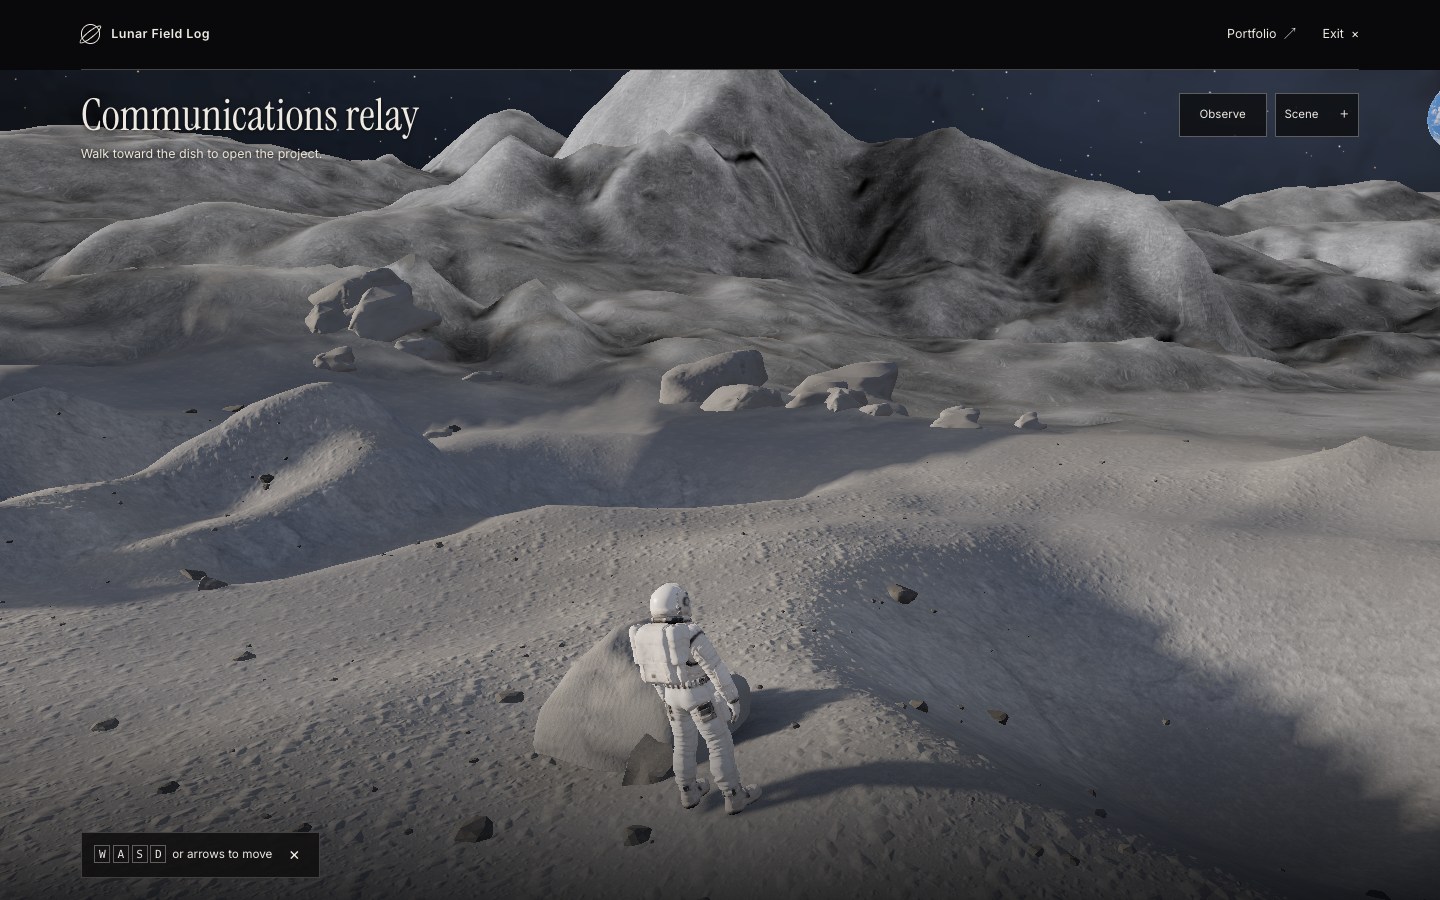 Lunar Field Log
Portfolio ↗
Exit ×
Communications relay
Walk toward the dish to open the project.
Observe
Scene +
W A S D or arrows to move ×